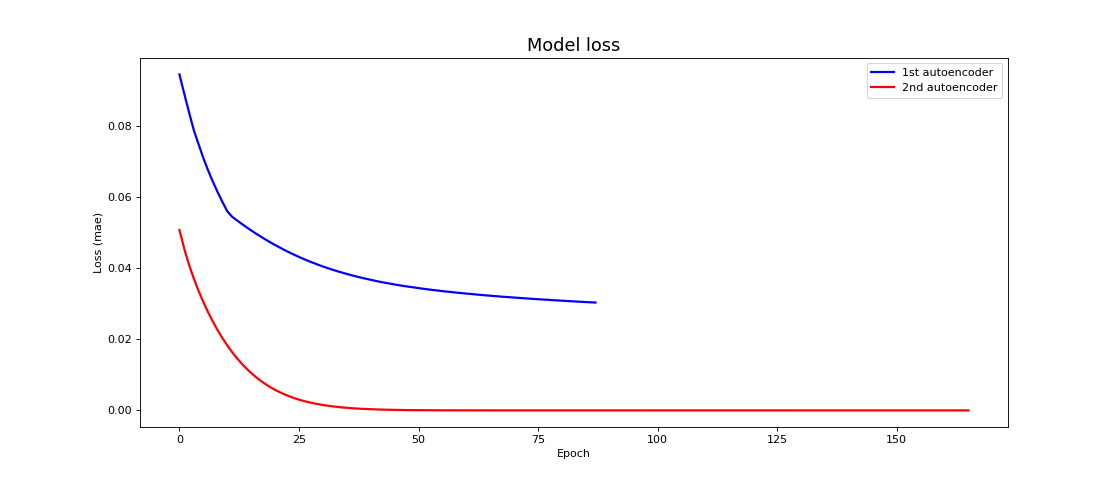 Model loss
1st autoencoder
2nd autoencoder
Loss (mae)
0.08
0.06
0.04
0.02
0.00
0 25 50 75 100 125 150
Epoch